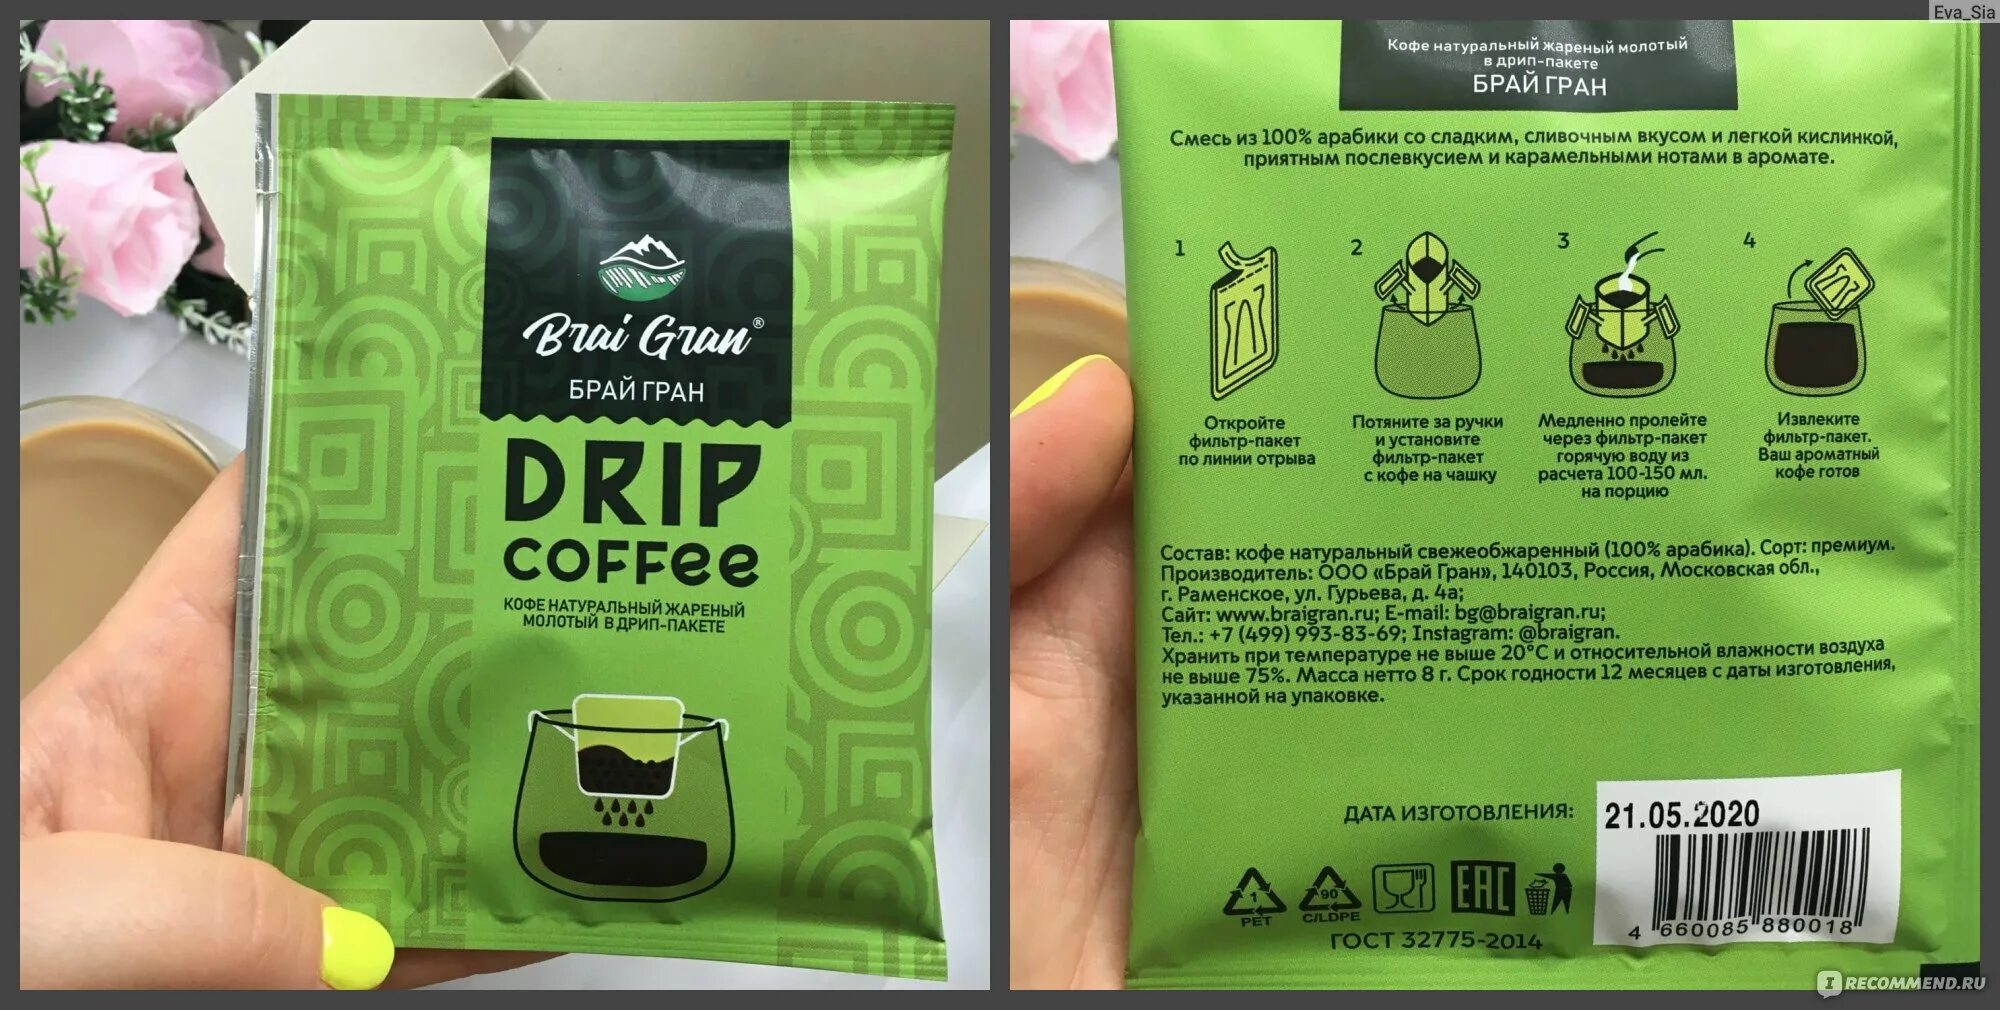 Eva_Sia
Brai Gran®
БРАЙ ГРАН
DRIP
COFFee
КОФЕ НАТУРАЛЬНЫЙ ЖАРЕНЫЙ
МОЛОТЫЙ В ДРИП-ПАКЕТЕ
Кофе натуральный жареный молотый
в дрип-пакете
БРАЙ ГРАН
Смесь из 100% арабики со сладким, сливочным вкусом и легкой кислинкой,
приятным послевкусием и карамельными нотами в аромате.
1
Откройте
фильтр-пакет
по линии отрыва
2
Потяните за ручки
и установите
фильтр-пакет
с кофе на чашку
3
Медленно пролейте
через фильтр-пакет
горячую воду из
расчета 100-150 мл.
на порцию
4
Извлеките
фильтр-пакет.
Ваш ароматный
кофе готов
Состав: кофе натуральный свежеобжаренный (100% арабика). Сорт: премиум.
Производитель: ООО «Брай Гран», 140103, Россия, Московская обл.,
г. Раменское, ул. Гурьева, д. 4а;
Сайт: www.braigran.ru; E-mail: bg@braigran.ru;
Тел.: +7 (499) 993-83-69; Instagram: @braigran.
Хранить при температуре не выше 20°С и относительной влажности воздуха
не выше 75%. Масса нетто 8 г. Срок годности 12 месяцев с даты изготовления,
указанной на упаковке.
ДАТА ИЗГОТОВЛЕНИЯ: 21.05.2020
1
PET
90
C/LDPE
EAC
ГОСТ 32775-2014
4 660085 880018
IRECOMMEND.RU